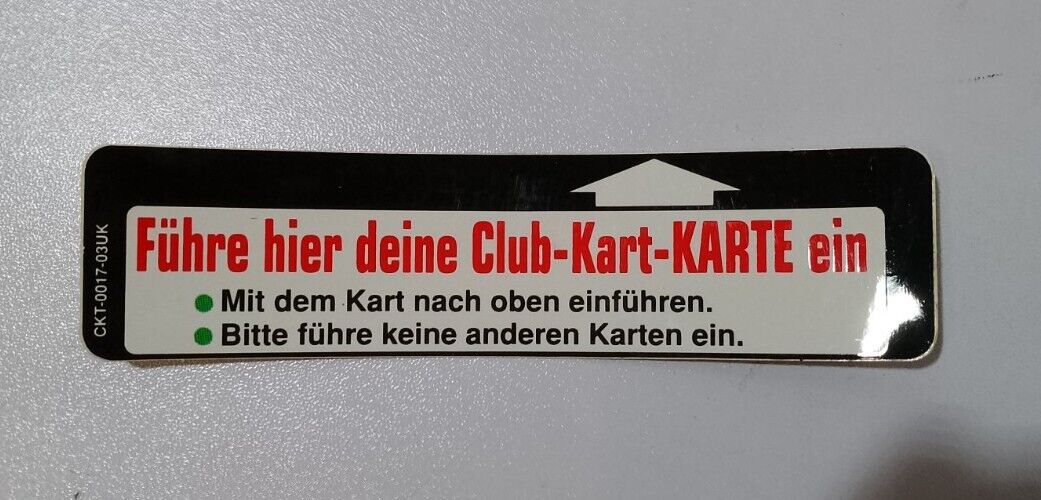 Führe hier deine Club-Kart-KARTE ein
Mit dem Kart nach oben einführen.
Bitte führe keine anderen Karten ein.
CKT-0017-03UK